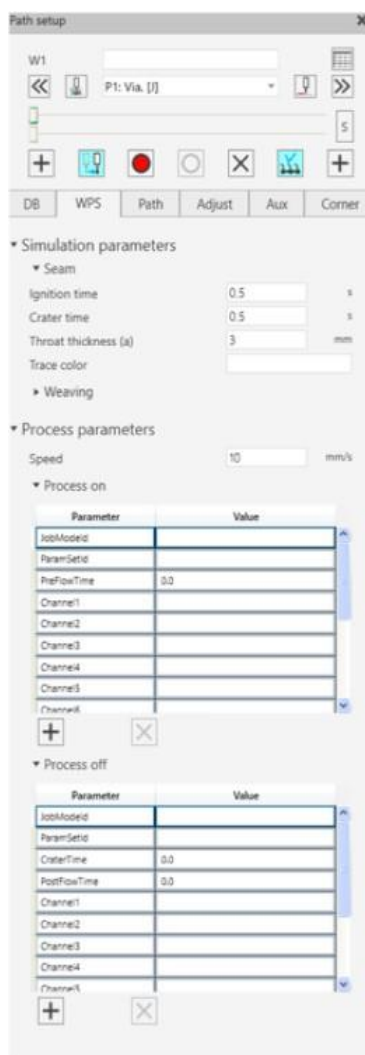 Path setup
W1
P1: Via. [J]
S
DB WPS Path Adjust Aux Corner
Simulation parameters
Seam
Ignition time 0.5 s
Crater time 0.5 s
Throat thickness (a) 3 mm
Trace color
Weaving
Process parameters
Speed 10 mm/s
Process on
Parameter Value
JobModeId
ParamSetId
PreFlowTime 0.0
Channel1
Channel2
Channel3
Channel4
Channel5
Channel6
Process off
Parameter Value
JobModeId
ParamSetId
CraterTime 0.0
PostFlowTime 0.0
Channel1
Channel2
Channel3
Channel4
Channel5